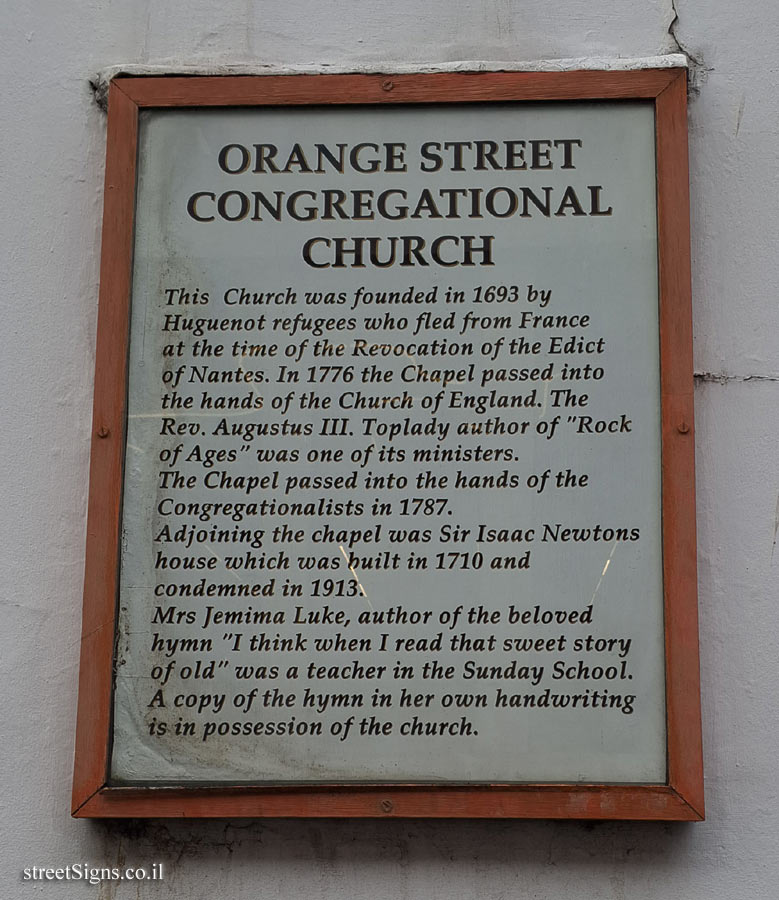 ORANGE STREET
CONGREGATIONAL
CHURCH
This Church was founded in 1693 by
Huguenot refugees who fled from France
at the time of the Revocation of the Edict
of Nantes. In 1776 the Chapel passed into
the hands of the Church of England. The
Rev. Augustus III. Toplady author of "Rock
of Ages" was one of its ministers.
The Chapel passed into the hands of the
Congregationalists in 1787.
Adjoining the chapel was Sir Isaac Newtons
house which was built in 1710 and
condemned in 1913.
Mrs Jemima Luke, author of the beloved
hymn "I think when I read that sweet story
of old" was a teacher in the Sunday School.
A copy of the hymn in her own handwriting
is in possession of the church.
streetSigns.co.il